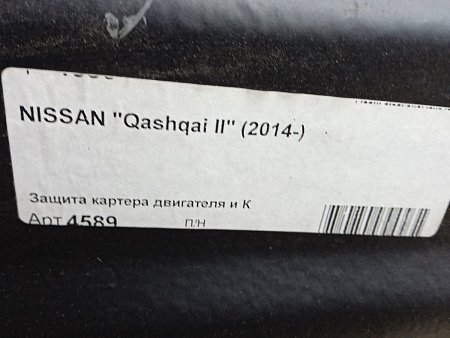 NISSAN "Qashqai II" (2014-)
Защита картера двигателя и К
Арт.4589 П/Н